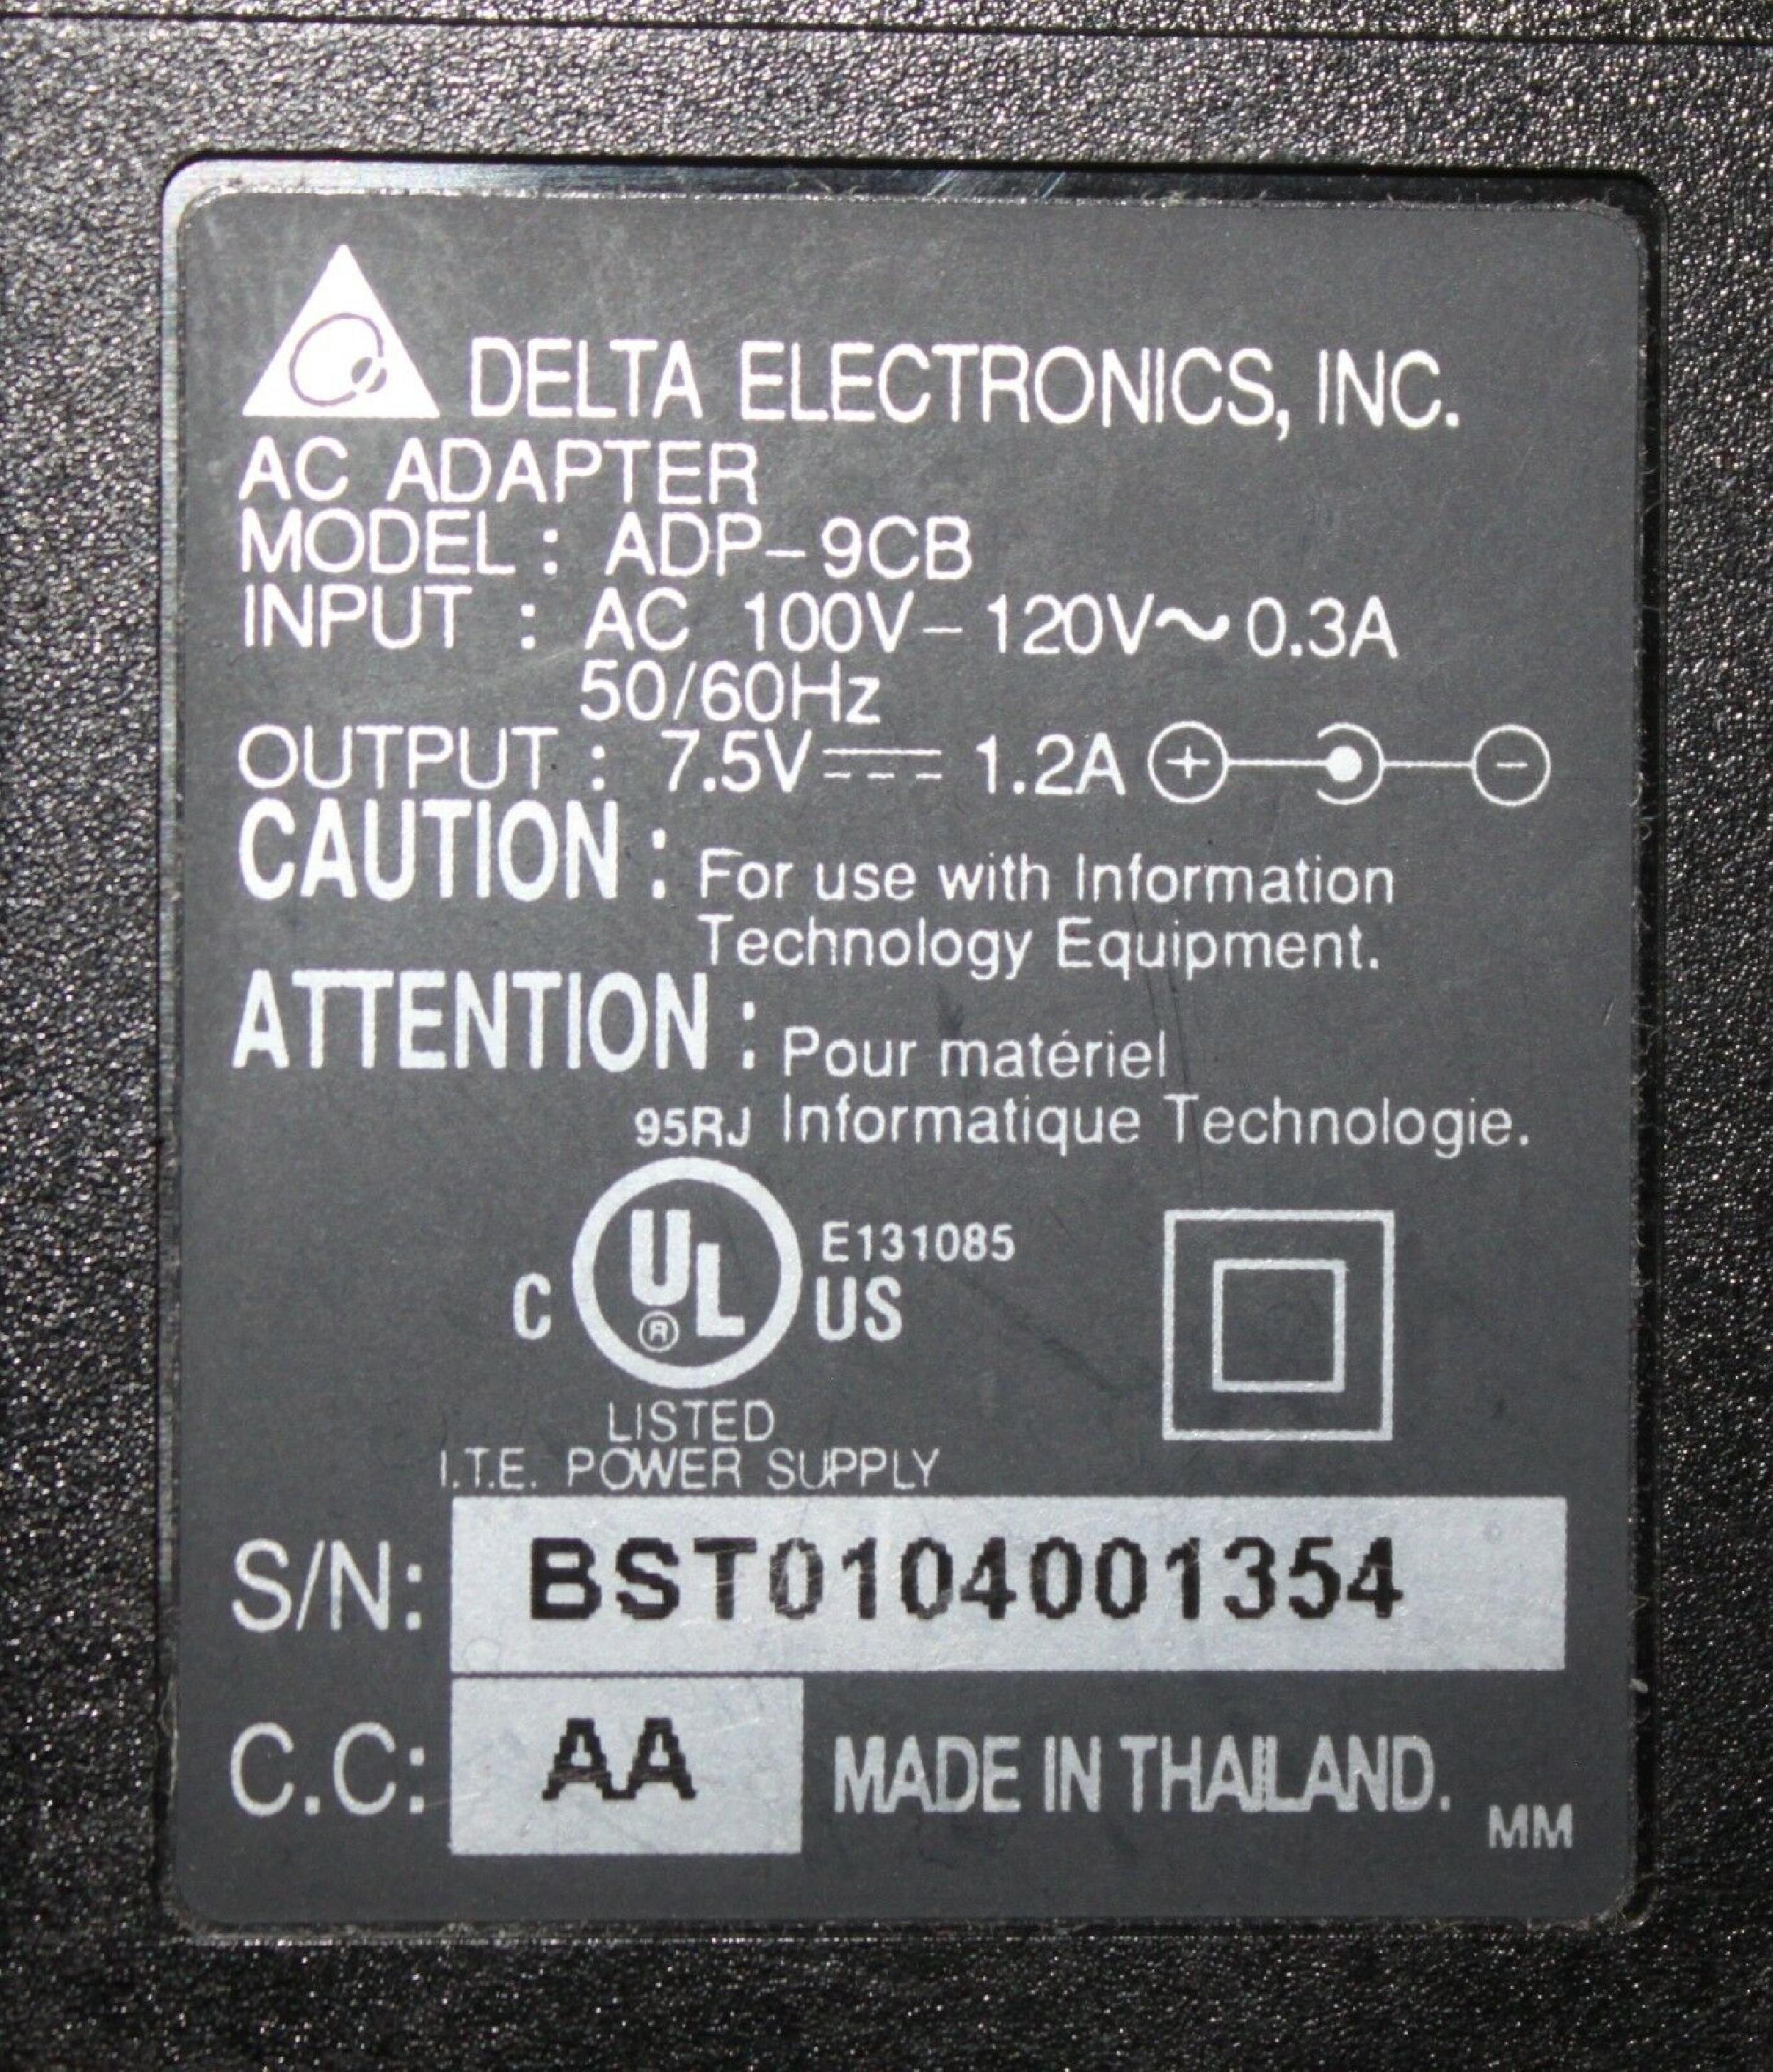 DELTA ELECTRONICS, INC.
AC ADAPTER
MODEL : ADP-9CB
INPUT : AC 100V-120V~0.3A
50/60Hz
OUTPUT : 7.5V⎓ 1.2A + -
CAUTION : For use with Information
Technology Equipment.
ATTENTION : Pour matériel
95RJ Informatique Technologie.
E131085
C UL ® US
LISTED
I.T.E. POWER SUPPLY
S/N: BST0104001354
C.C: AA MADE IN THAILAND.
MM